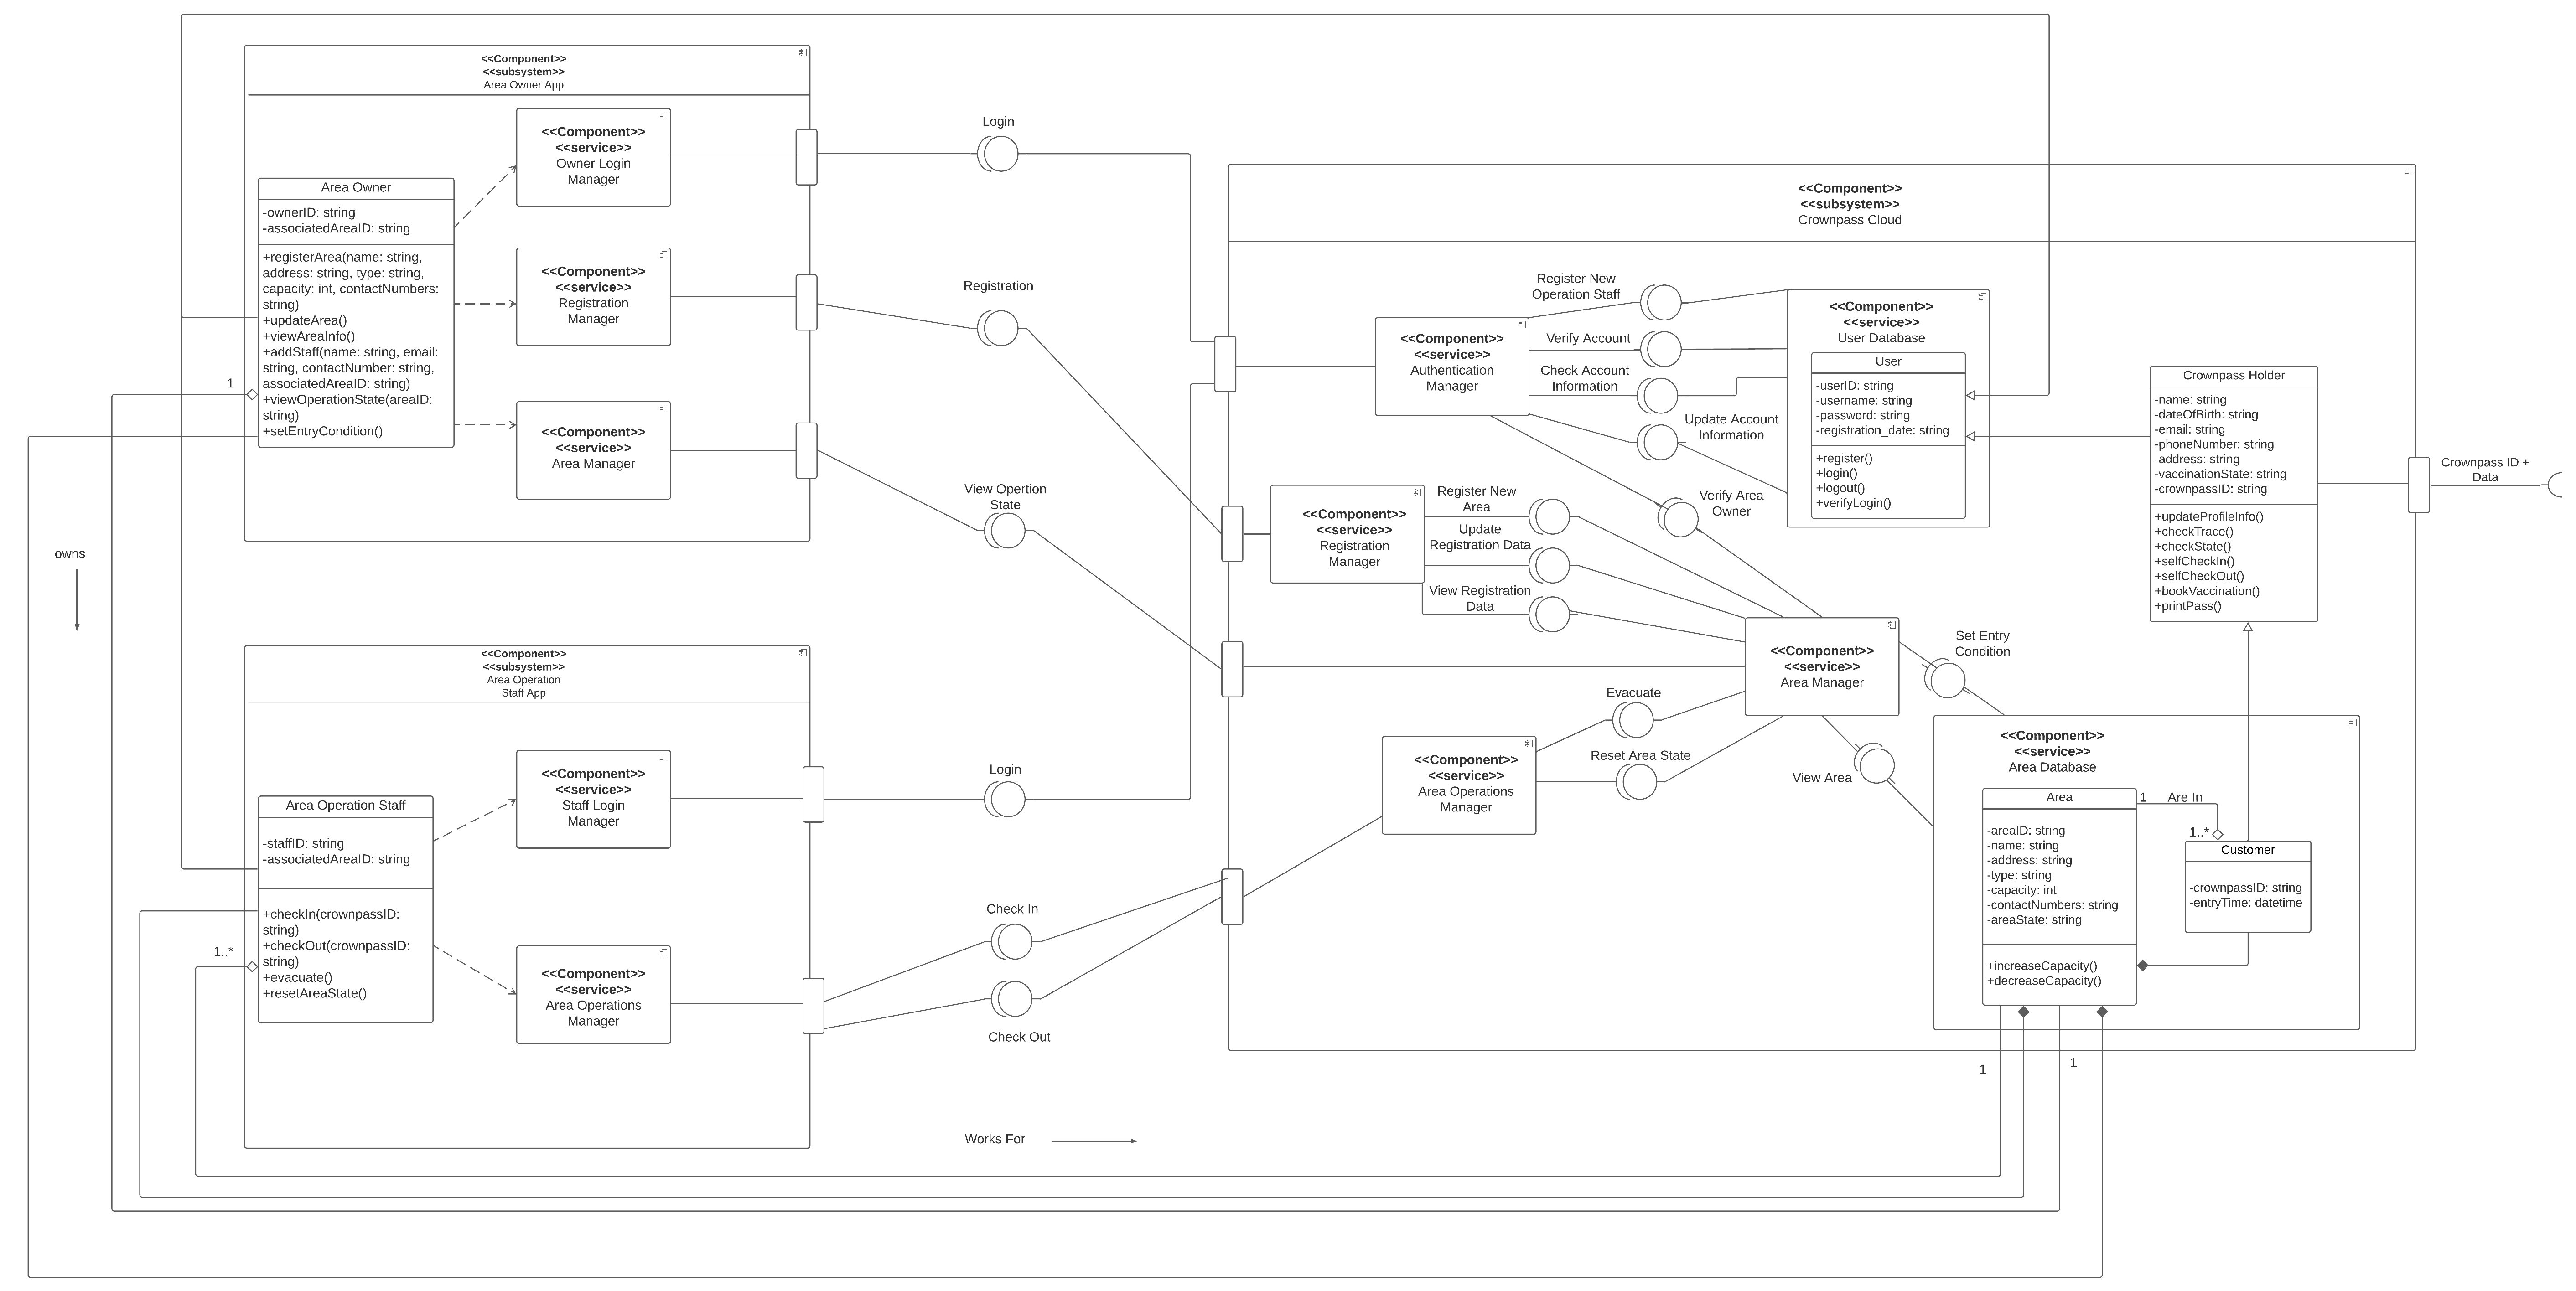 <<Component>>
<<subsystem>>
Area Owner App
<<Component>>
<<service>>
Owner Login
Manager
Area Owner
-ownerID: string
-associatedAreaID: string
+registerArea(name: string,
address: string, type: string,
capacity: int, contactNumbers:
string)
+updateArea()
+viewAreaInfo()
+addStaff(name: string, email:
string, contactNumber: string,
associatedAreaID: string)
+viewOperationState(areaID:
string)
+setEntryCondition()
1
<<Component>>
<<service>>
Registration
Manager
<<Component>>
<<service>>
Area Manager
owns
Login
Registration
View Opertion
State
<<Component>>
<<subsystem>>
Area Operation
Staff App
<<Component>>
<<service>>
Staff Login
Manager
Area Operation Staff
-staffID: string
-associatedAreaID: string
+checkIn(crownpassID:
string)
+checkOut(crownpassID:
string)
+evacuate()
+resetAreaState()
1..*
<<Component>>
<<service>>
Area Operations
Manager
Login
Check In
Check Out
Works For
<<Component>>
<<subsystem>>
Crownpass Cloud
Register New
Operation Staff
Verify Account
Check Account
Information
Update Account
Information
<<Component>>
<<service>>
Authentication
Manager
<<Component>>
<<service>>
User Database
User
-userID: string
-username: string
-password: string
-registration_date: string
+register()
+login()
+logout()
+verifyLogin()
Crownpass Holder
-name: string
-dateOfBirth: string
-email: string
-phoneNumber: string
-address: string
-vaccinationState: string
-crownpassID: string
+updateProfileInfo()
+checkTrace()
+checkState()
+selfCheckIn()
+selfCheckOut()
+bookVaccination()
+printPass()
Crownpass ID +
Data
<<Component>>
<<service>>
Registration
Manager
Register New
Area
Update
Registration Data
View Registration
Data
Verify Area
Owner
<<Component>>
<<service>>
Area Manager
Set Entry
Condition
Evacuate
Reset Area State
View Area
<<Component>>
<<service>>
Area Operations
Manager
<<Component>>
<<service>>
Area Database
Area
-areaID: string
-name: string
-address: string
-type: string
-capacity: int
-contactNumbers: string
-areaState: string
+increaseCapacity()
+decreaseCapacity()
1
Are In
1..*
Customer
-crownpassID: string
-entryTime: datetime
1
1